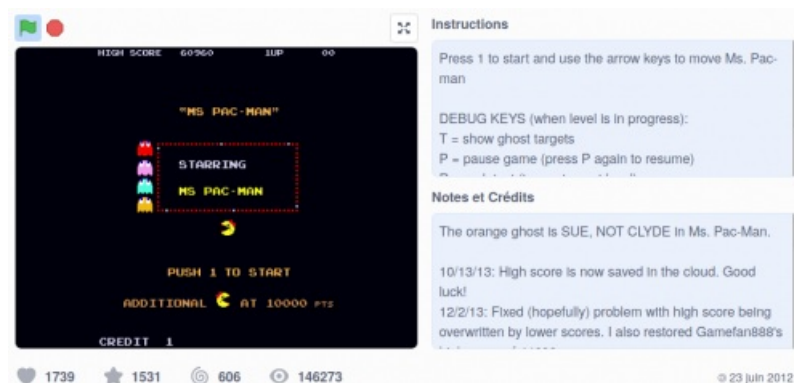 HIGH SCORE 60960 1UP 00
"MS PAC-MAN"
STARRING
MS PAC-MAN
PUSH 1 TO START
ADDITIONAL AT 10000 PTS
CREDIT 1
1739 1531 606 146273
Instructions
Press 1 to start and use the arrow keys to move Ms. Pac-
man
DEBUG KEYS (when level is in progress):
T = show ghost targets
P = pause game (press P again to resume)
Notes et Crédits
The orange ghost is SUE, NOT CLYDE in Ms. Pac-Man.
10/13/13: High score is now saved in the cloud. Good
luck!
12/2/13: Fixed (hopefully) problem with high score being
overwritten by lower scores. I also restored Gamefan888's
© 23 juin 2012